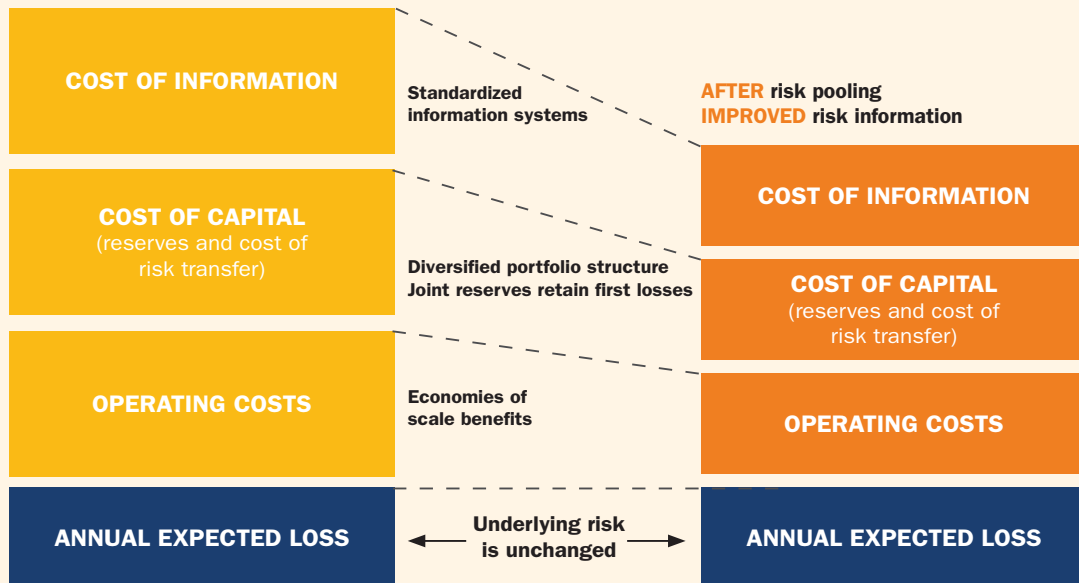 COST OF INFORMATION
COST OF CAPITAL
(reserves and cost of
risk transfer)
OPERATING COSTS
ANNUAL EXPECTED LOSS
Standardized
information systems
Diversified portfolio structure
Joint reserves retain first losses
Economies of
scale benefits
Underlying risk
is unchanged
AFTER risk pooling
IMPROVED risk information
COST OF INFORMATION
COST OF CAPITAL
(reserves and cost of
risk transfer)
OPERATING COSTS
ANNUAL EXPECTED LOSS